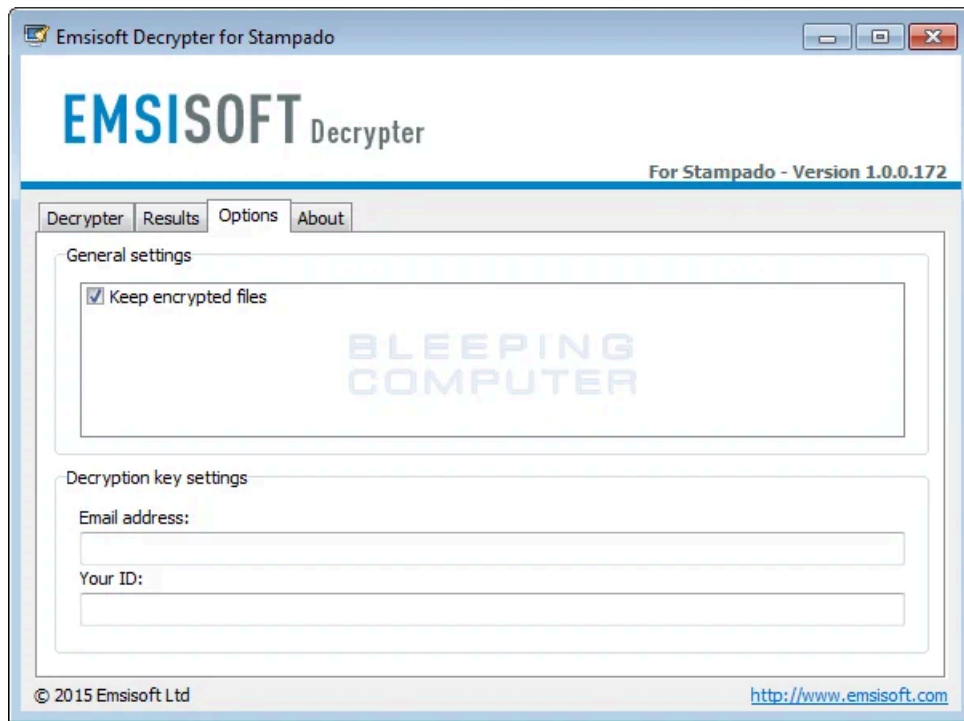 Emsisoft Decrypter for Stampado
EMSISOFT Decrypter
For Stampado - Version 1.0.0.172
Decrypter Results Options About
General settings
Keep encrypted files
BLEEPING
COMPUTER
Decryption key settings
Email address:
Your ID:
© 2015 Emsisoft Ltd http://www.emsisoft.com